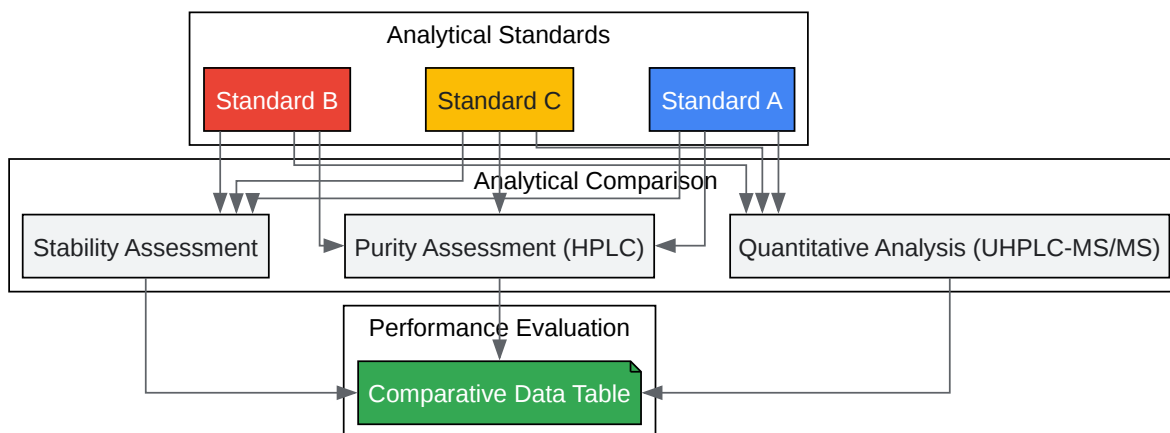 Analytical Standards
Standard B
Standard C
Standard A
Analytical Comparison
Stability Assessment
Purity Assessment (HPLC)
Quantitative Analysis (UHPLC-MS/MS)
Performance Evaluation
Comparative Data Table